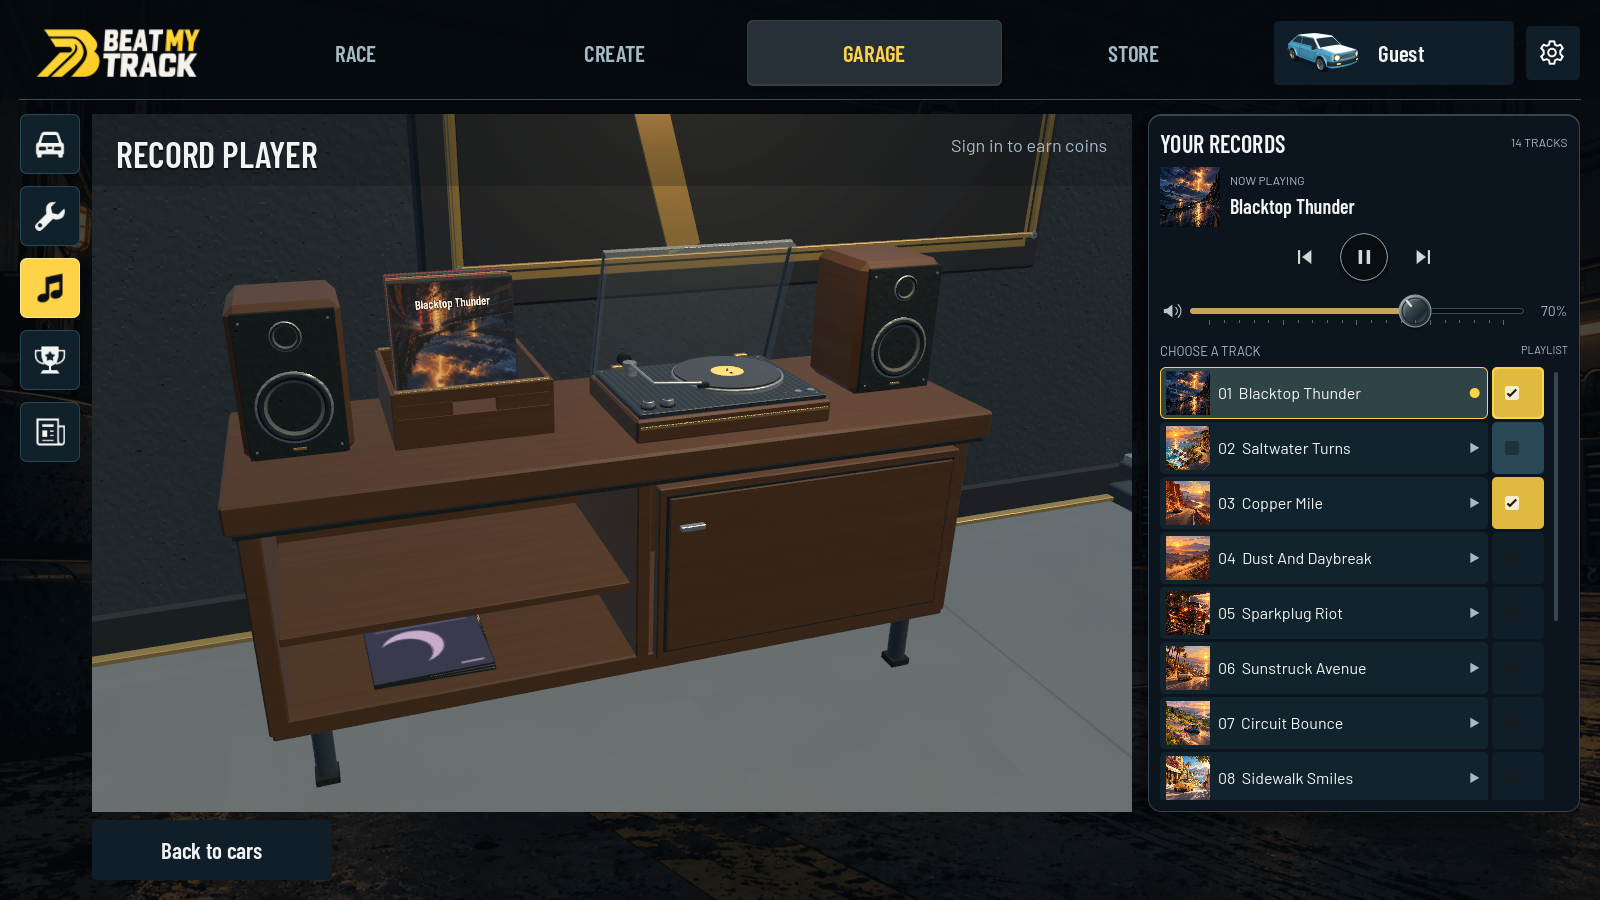 BEAT MY TRACK
RACE
CREATE
GARAGE
STORE
Guest
RECORD PLAYER
Sign in to earn coins
Blacktop Thunder
YOUR RECORDS
14 TRACKS
NOW PLAYING
Blacktop Thunder
70%
CHOOSE A TRACK
PLAYLIST
01 Blacktop Thunder
02 Saltwater Turns
03 Copper Mile
04 Dust And Daybreak
05 Sparkplug Riot
06 Sunstruck Avenue
07 Circuit Bounce
08 Sidewalk Smiles
Back to cars